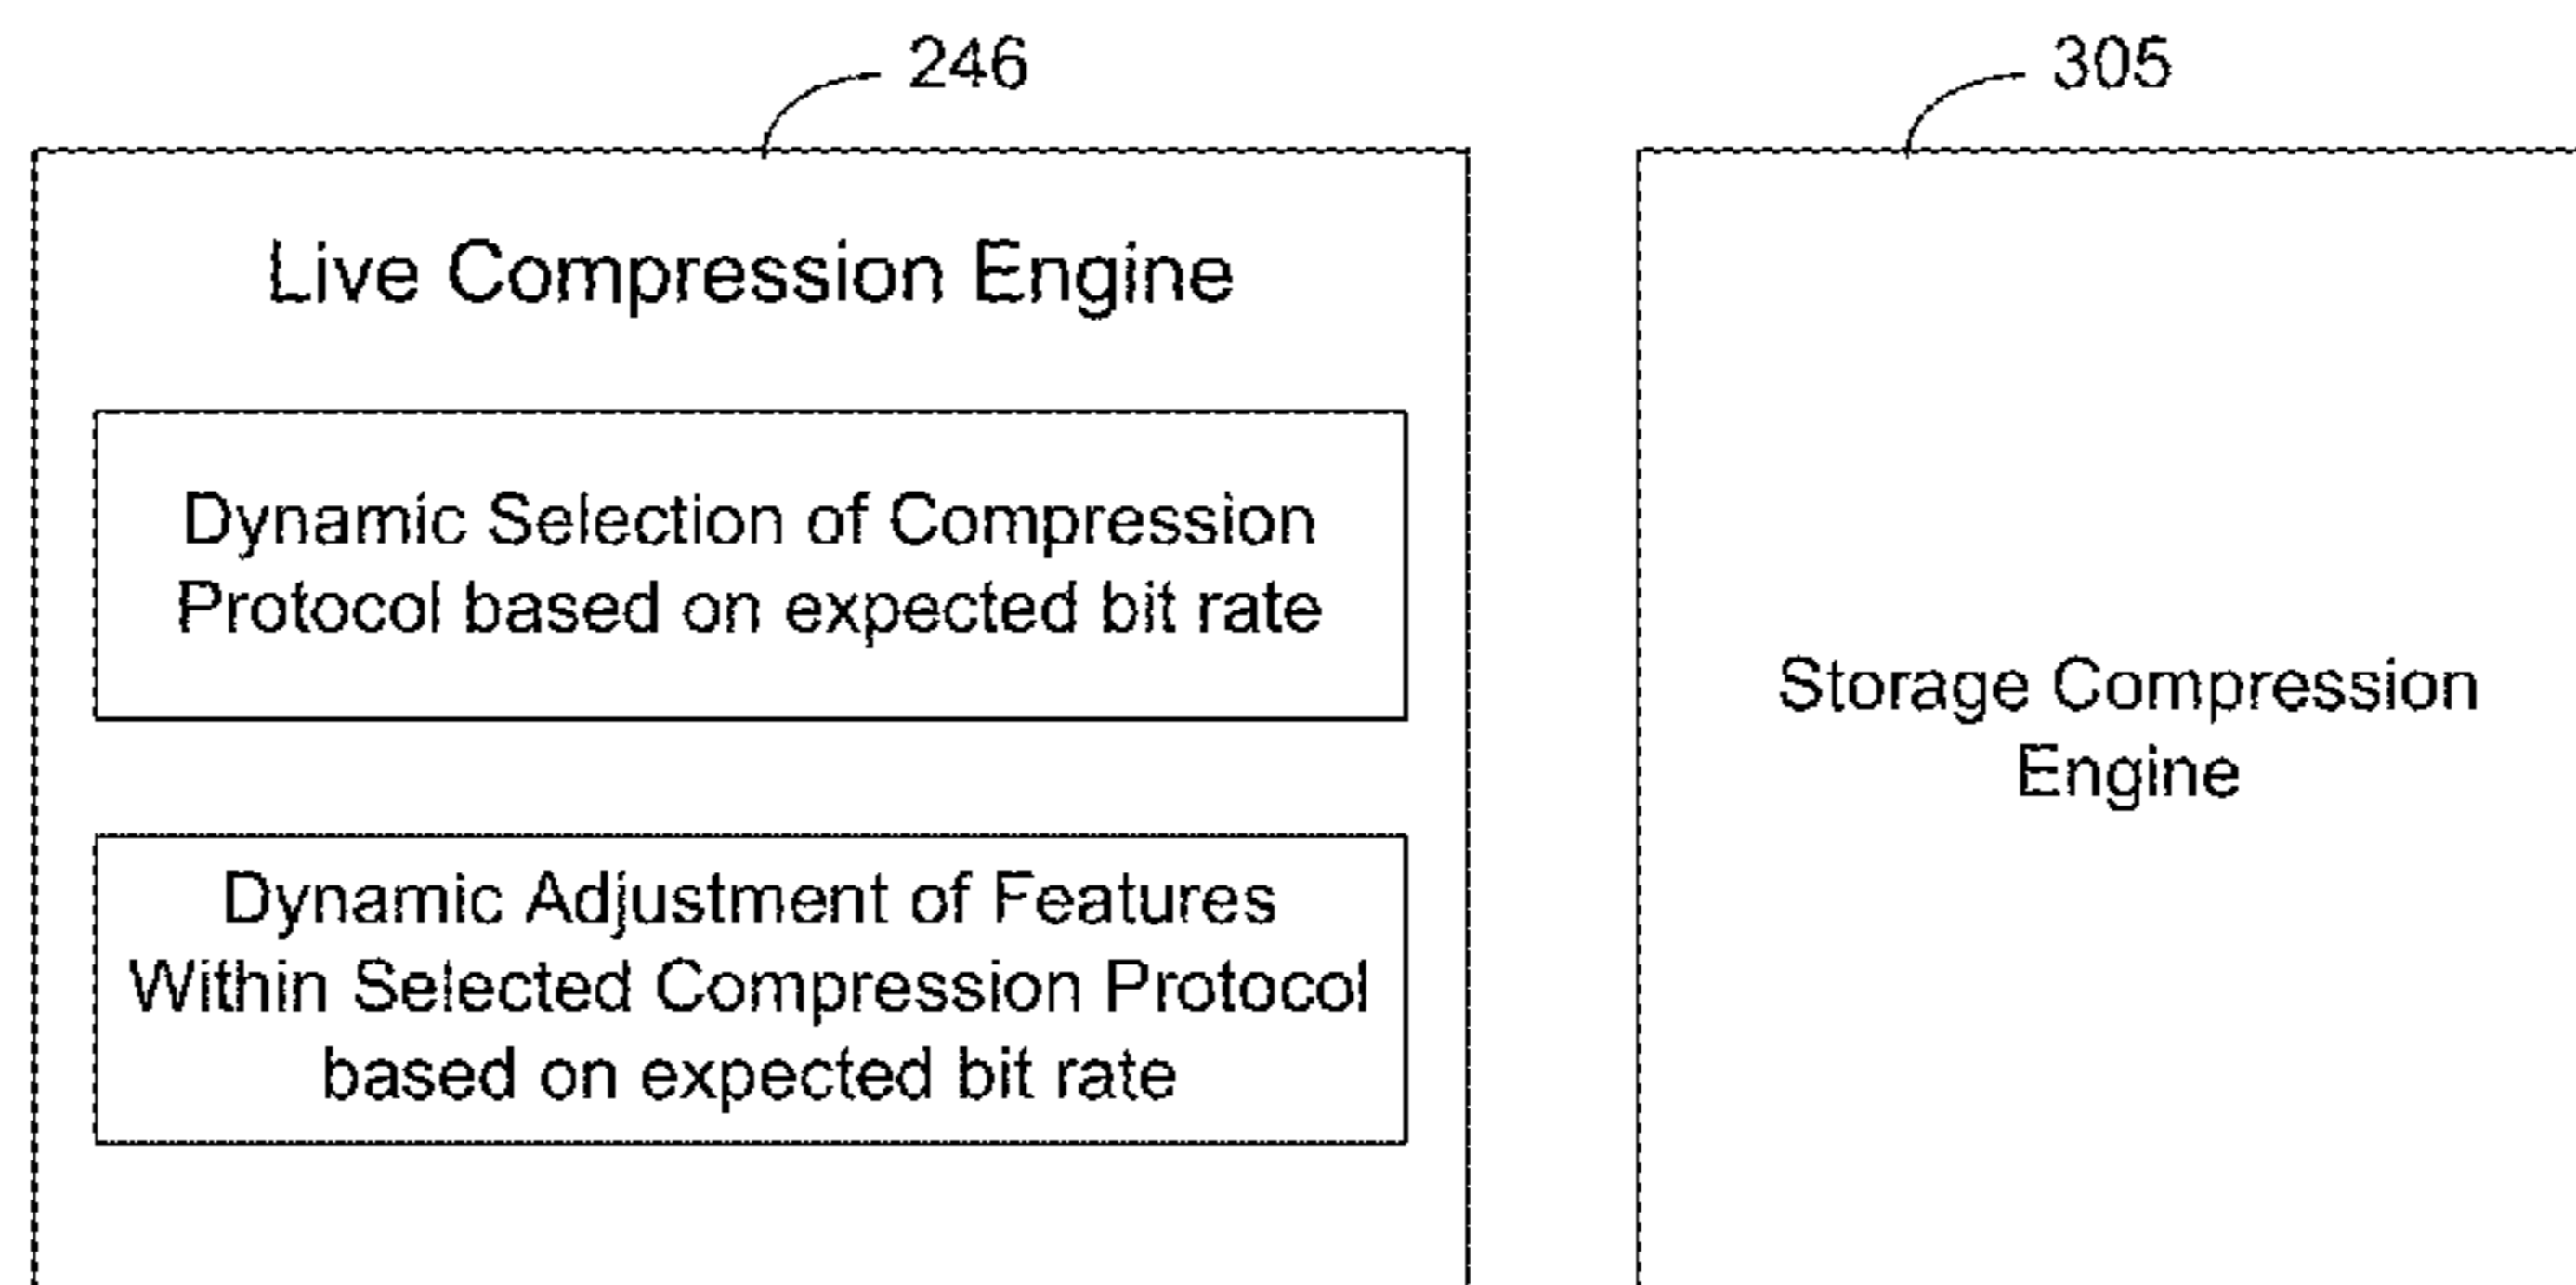 246
Live Compression Engine
Dynamic Selection of Compression
Protocol based on expected bit rate
Dynamic Adjustment of Features
Within Selected Compression Protocol
based on expected bit rate
305
Storage Compression
Engine